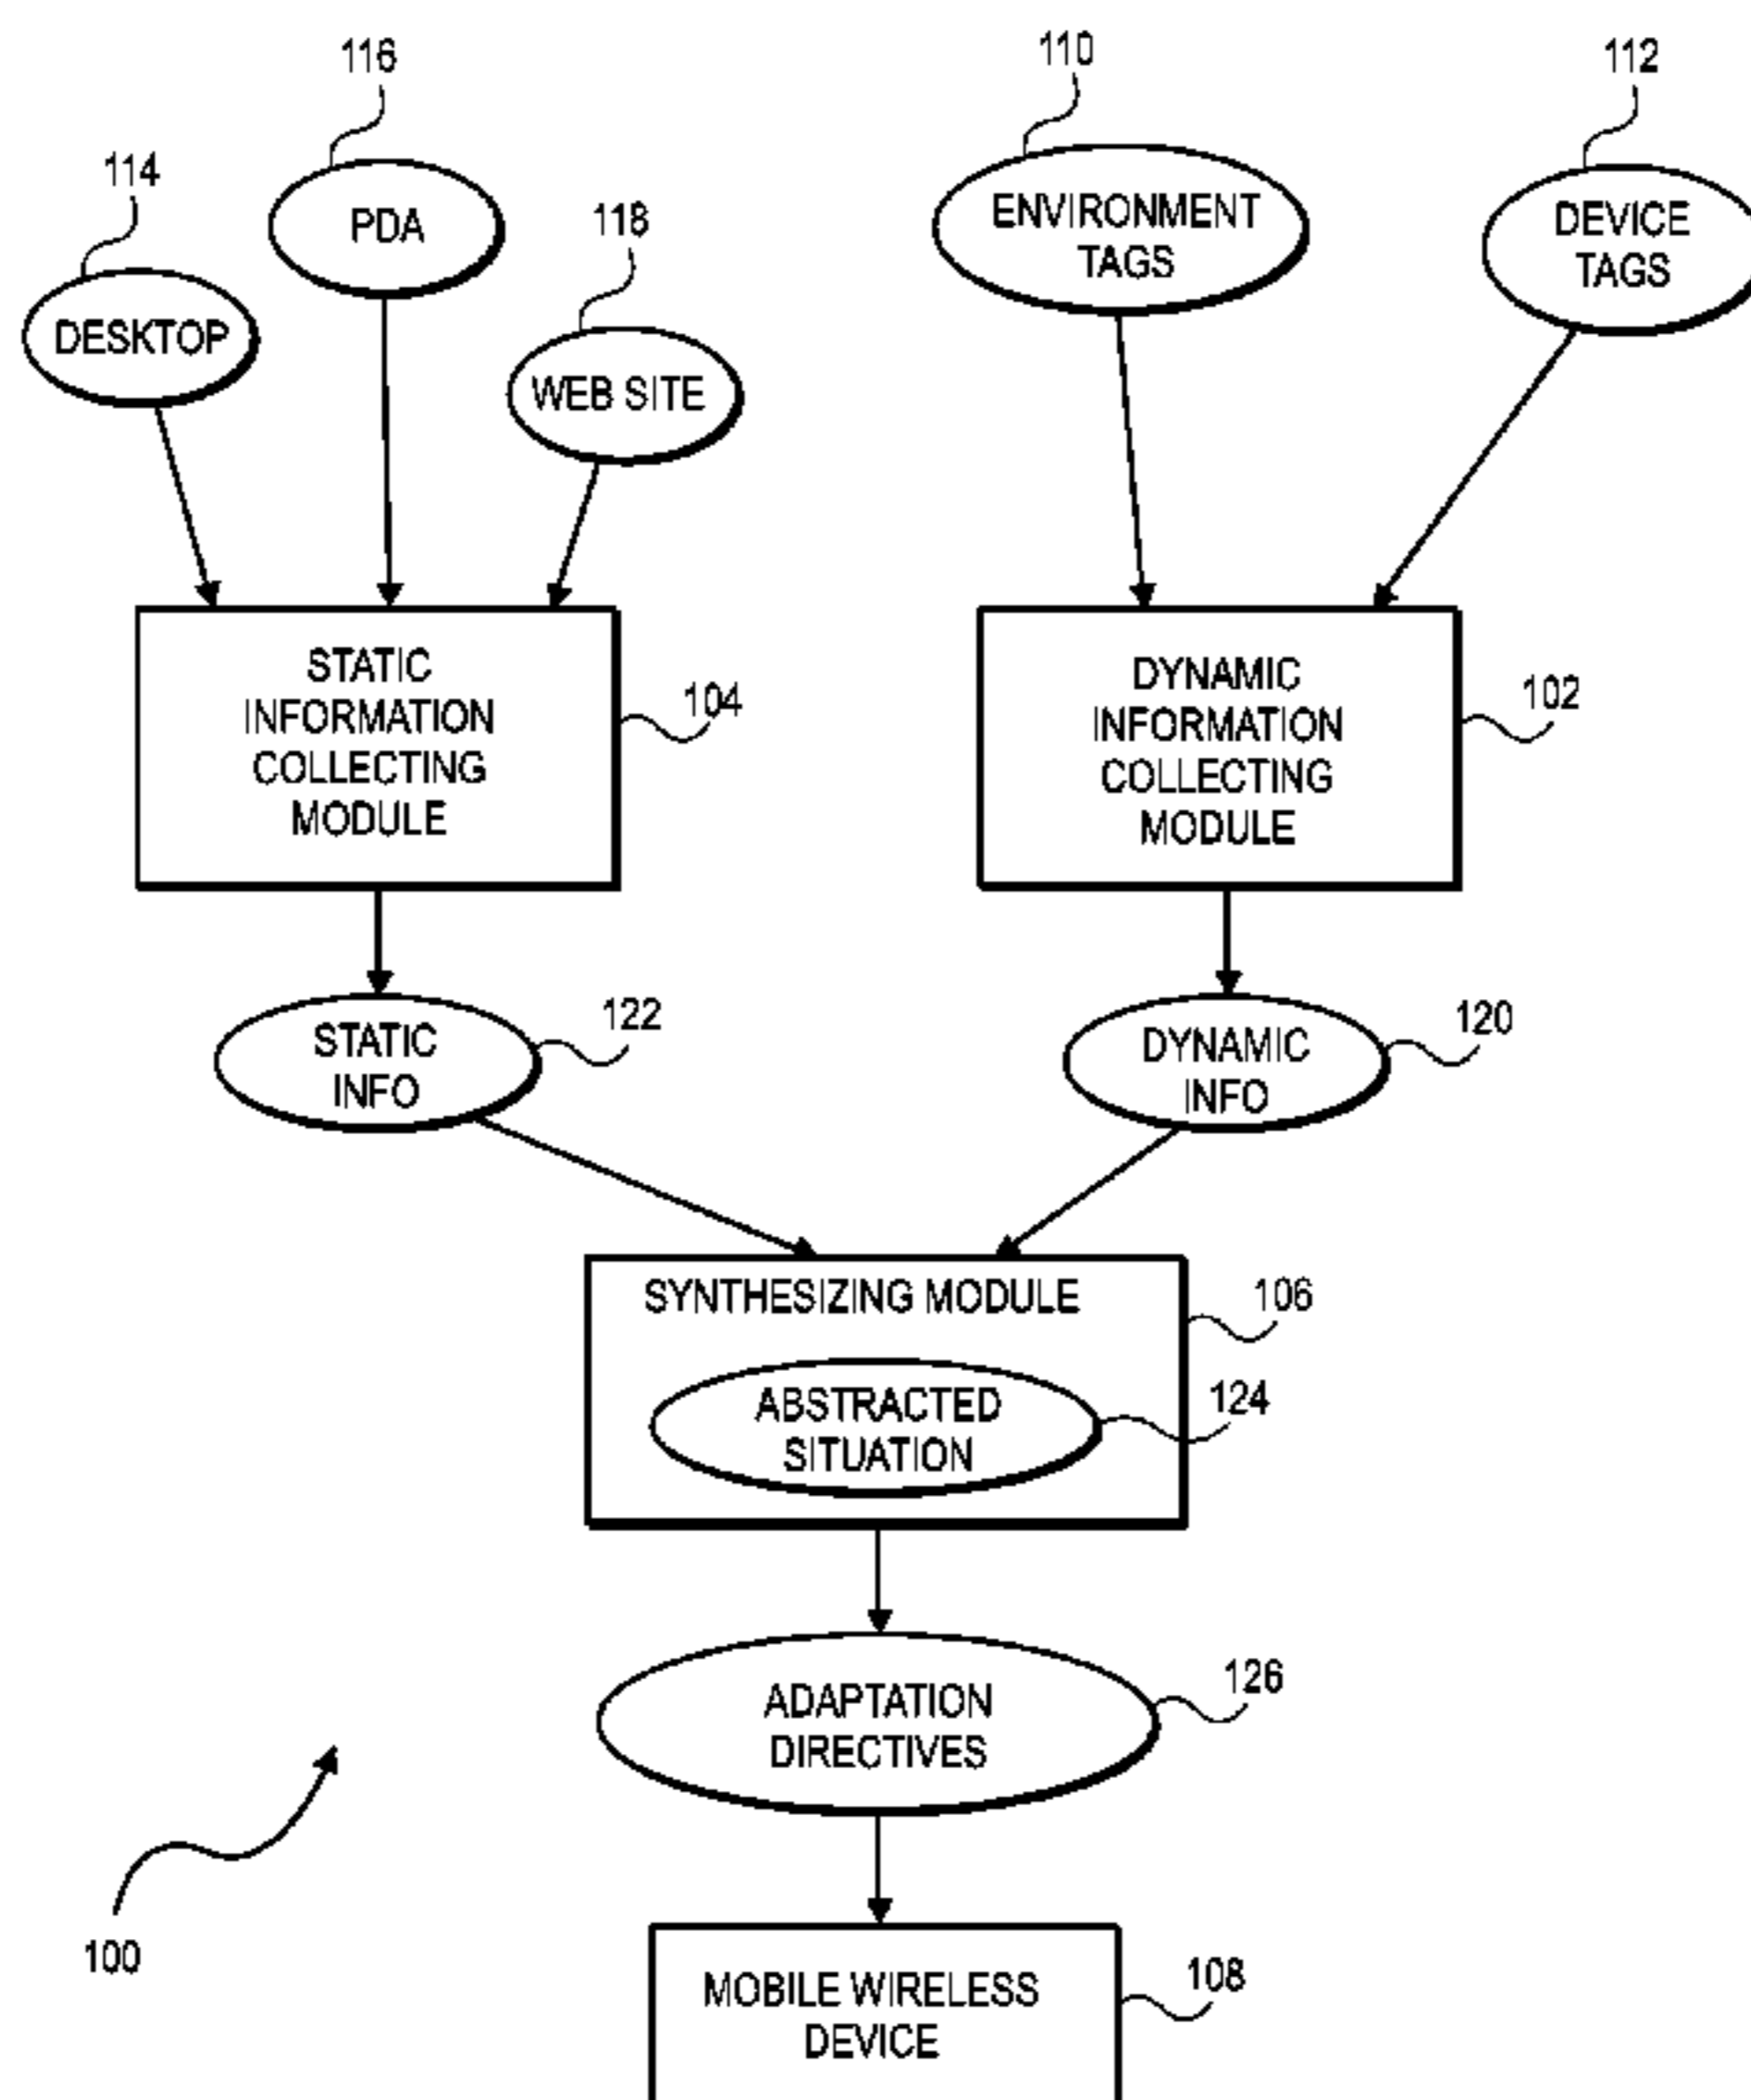 116
110
112
114
PDA
118
ENVIRONMENT
TAGS
DEVICE
TAGS
DESKTOP
WEB SITE
STATIC
INFORMATION
COLLECTING
MODULE
104
DYNAMIC
INFORMATION
COLLECTING
MODULE
102
STATIC
INFO
122
DYNAMIC
INFO
120
SYNTHESIZING MODULE
106
ABSTRACTED
SITUATION
124
ADAPTATION
DIRECTIVES
126
100
MOBILE WIRELESS
DEVICE
108